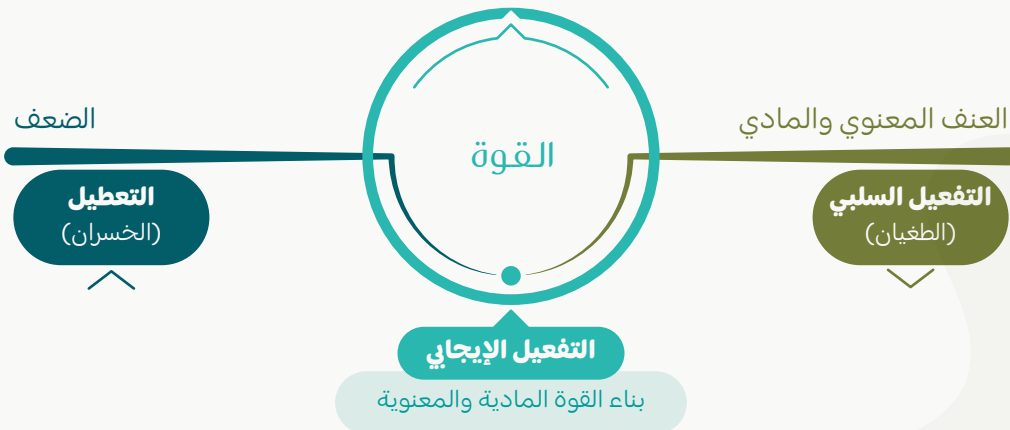 العنف المعنوي والمادي
التفعيل السلبي
(الطغيان)
القوة
الضعف
التعطيل
(الخسران)
التفعيل الإيجابي
بناء القوة المادية والمعنوية